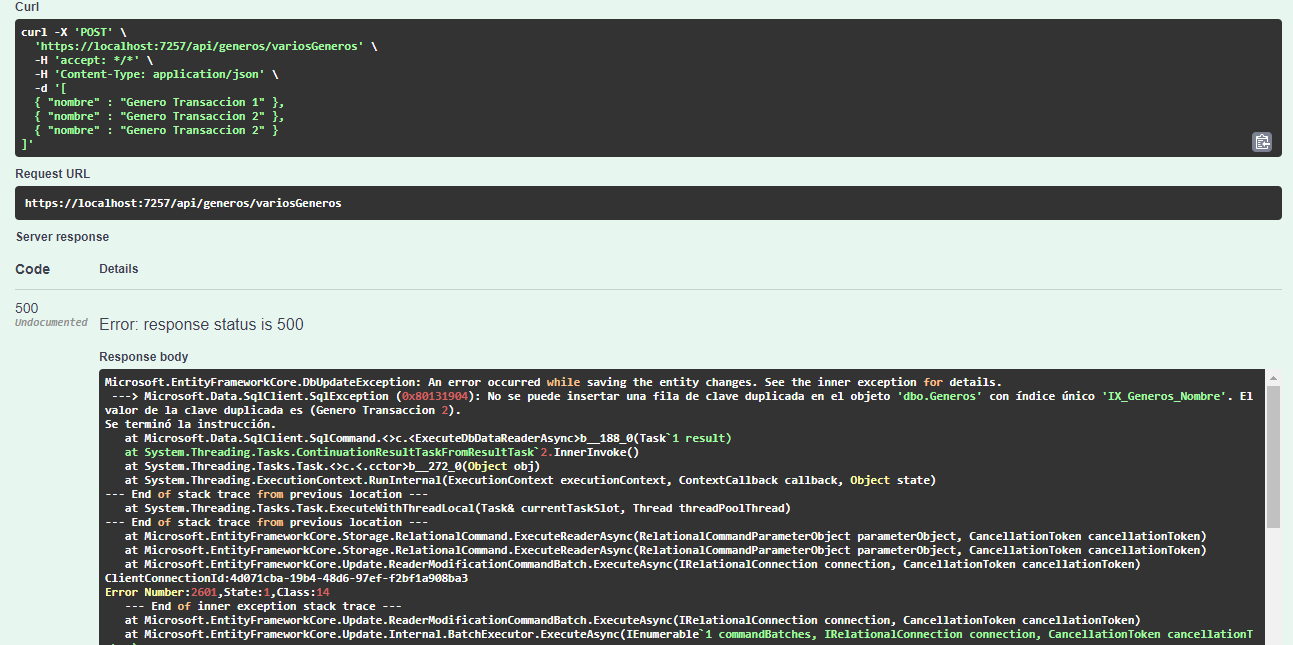 Curl
curl -X 'POST' \
'https://localhost:7257/api/generos/variosGeneros' \
-H 'accept: */*' \
-H 'Content-Type: application/json' \
-d '[
{ "nombre" : "Genero Transaccion 1" },
{ "nombre" : "Genero Transaccion 2" },
{ "nombre" : "Genero Transaccion 2" }
]'
Request URL
https://localhost:7257/api/generos/variosGeneros
Server response
Code Details
500
Undocumented
Error: response status is 500
Response body
Microsoft.EntityFrameworkCore.DbUpdateException: An error occurred while saving the entity changes. See the inner exception for details.
---> Microsoft.Data.SqlClient.SqlException (0x80131904): No se puede insertar una fila de clave duplicada en el objeto 'dbo.Generos' con índice único 'IX_Generos_Nombre'. El
valor de la clave duplicada es (Genero Transaccion 2).
Se terminó la instrucción.
at Microsoft.Data.SqlClient.SqlCommand.<>c.<ExecuteDbDataReaderAsync>b__188_0(Task`1 result)
at System.Threading.Tasks.ContinuationResultTaskFromResultTask`2.InnerInvoke()
at System.Threading.Tasks.Task.<>c.<.cctor>b__272_0(Object obj)
at System.Threading.ExecutionContext.RunInternal(ExecutionContext executionContext, ContextCallback callback, Object state)
--- End of stack trace from previous location ---
at System.Threading.Tasks.Task.ExecuteWithThreadLocal(Task& currentTaskSlot, Thread threadPoolThread)
--- End of stack trace from previous location ---
at Microsoft.EntityFrameworkCore.Storage.RelationalCommand.ExecuteReaderAsync(RelationalCommandParameterObject parameterObject, CancellationToken cancellationToken)
at Microsoft.EntityFrameworkCore.Storage.RelationalCommand.ExecuteReaderAsync(RelationalCommandParameterObject parameterObject, CancellationToken cancellationToken)
at Microsoft.EntityFrameworkCore.Update.ReaderModificationCommandBatch.ExecuteAsync(IRelationalConnection connection, CancellationToken cancellationToken)
ClientConnectionId:4d071cba-19b4-48d6-97ef-f2bf1a908ba3
Error Number:2601,State:1,Class:14
--- End of inner exception stack trace ---
at Microsoft.EntityFrameworkCore.Update.ReaderModificationCommandBatch.ExecuteAsync(IRelationalConnection connection, CancellationToken cancellationToken)
at Microsoft.EntityFrameworkCore.Update.Internal.BatchExecutor.ExecuteAsync(IEnumerable`1 commandBatches, IRelationalConnection connection, CancellationToken cancellationT